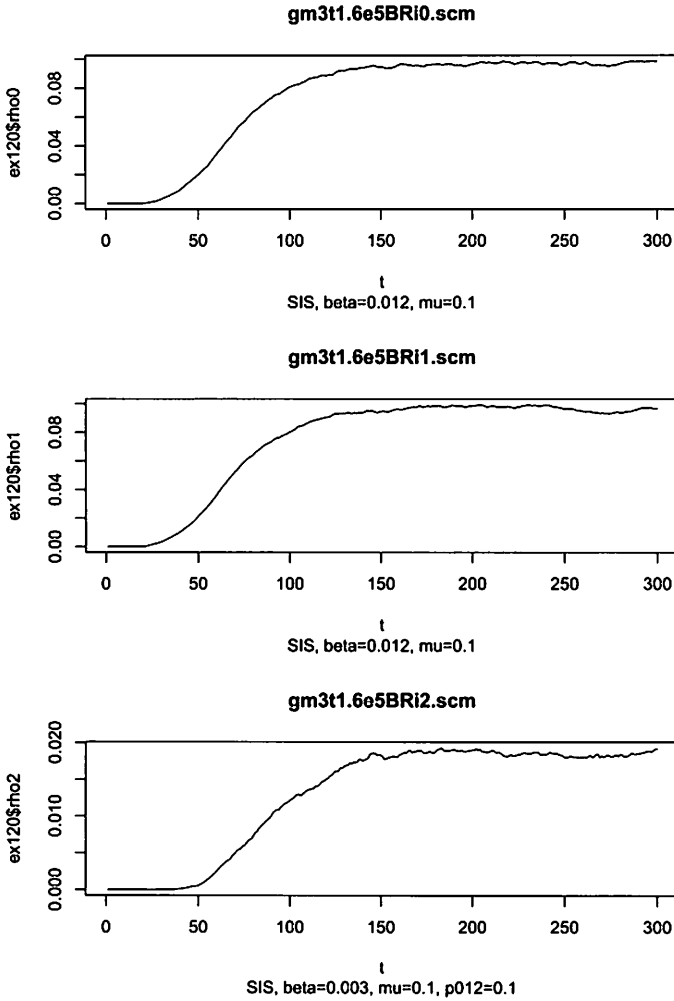 gm3t1.6e5BRi0.scm
ex120$rho0
0.08
0.04
0.00
0 50 100 150 200 250 300
t
SIS, beta=0.012, mu=0.1
gm3t1.6e5BRi1.scm
ex120$rho1
0.08
0.04
0.00
0 50 100 150 200 250 300
t
SIS, beta=0.012, mu=0.1
gm3t1.6e5BRi2.scm
ex120$rho2
0.020
0.010
0.000
0 50 100 150 200 250 300
t
SIS, beta=0.003, mu=0.1, p012=0.1